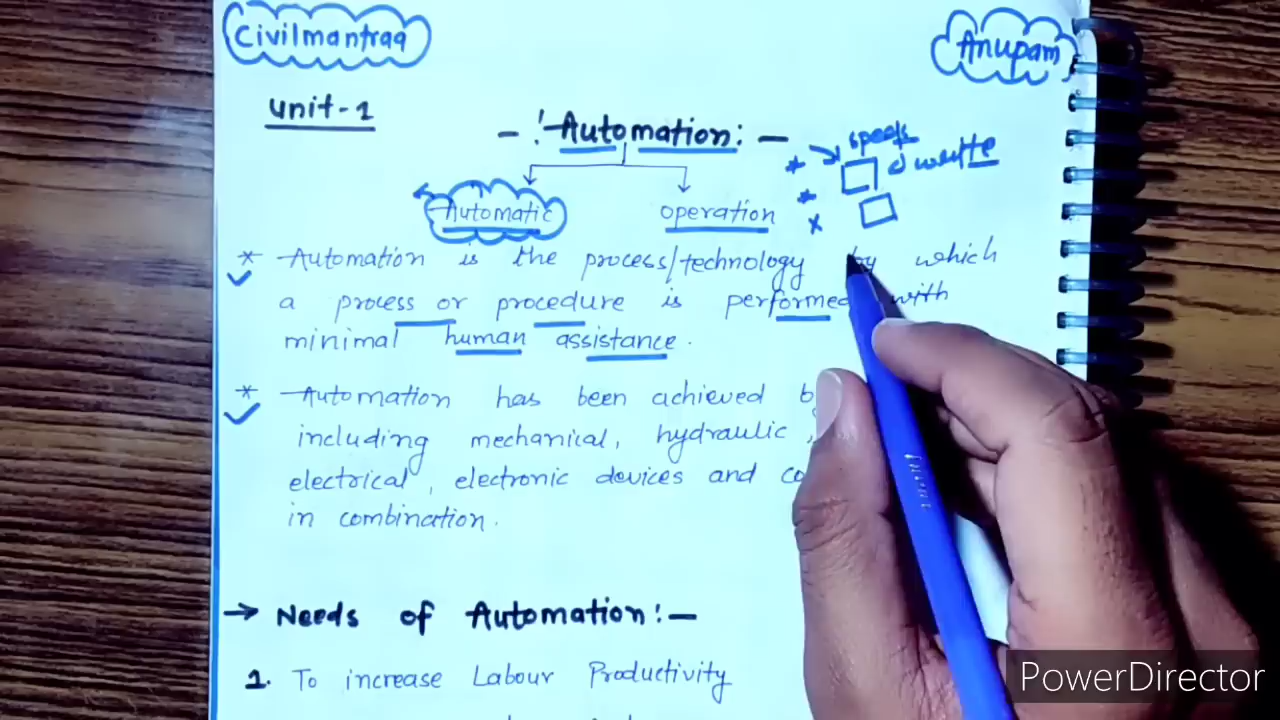 Civilmantraa
Anupam
Unit-1
-: Automation: -
speak
write
Automatic
operation
* Automation is the process/technology by which
a process or procedure is performed with
minimal human assistance.
* Automation has been achieved
including mechanical, hydraulic,
electrical, electronic devices and
in combination.
→ Needs of Automation:-
1. To increase Labour Productivity
PowerDirector